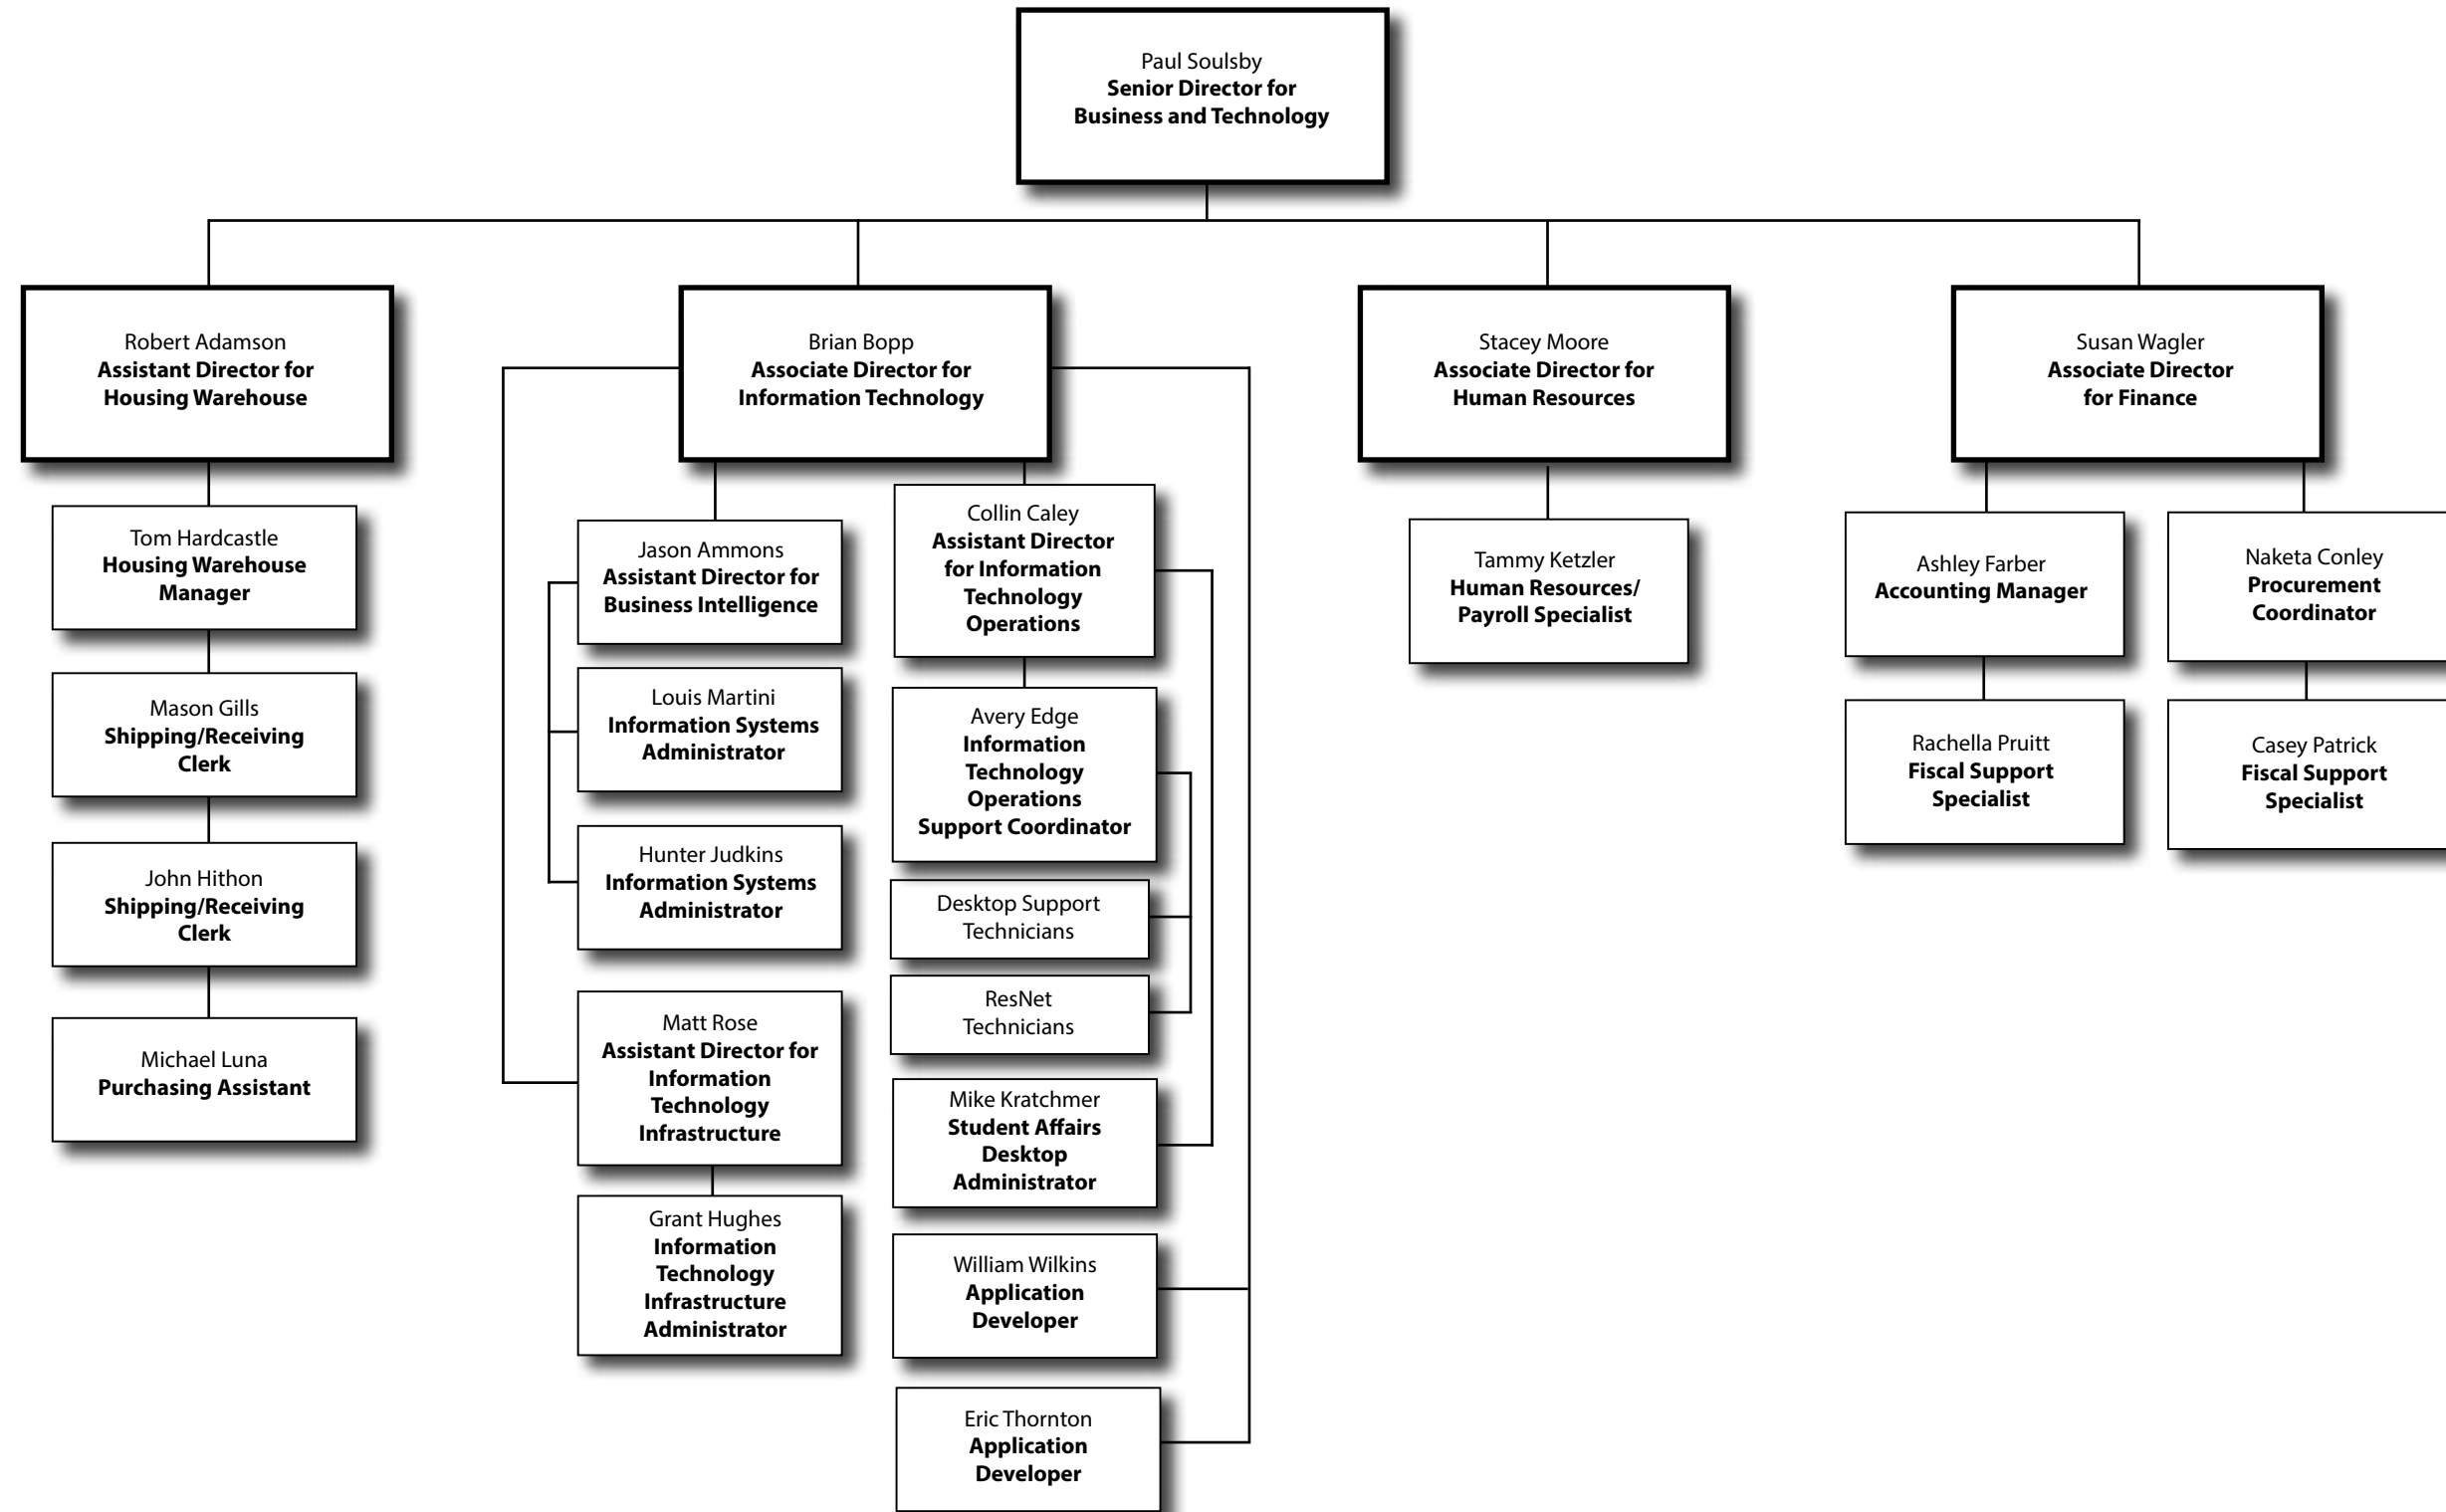 Paul Soulsby
Senior Director for
Business and Technology
Robert Adamson
Assistant Director for
Housing Warehouse
Brian Bopp
Associate Director for
Information Technology
Stacey Moore
Associate Director for
Human Resources
Susan Wagler
Associate Director
for Finance
Tom Hardcastle
Housing Warehouse
Manager
Mason Gills
Shipping/Receiving
Clerk
John Hithon
Shipping/Receiving
Clerk
Michael Luna
Purchasing Assistant
Jason Ammons
Assistant Director for
Business Intelligence
Louis Martini
Information Systems
Administrator
Hunter Judkins
Information Systems
Administrator
Matt Rose
Assistant Director for
Information
Technology
Infrastructure
Grant Hughes
Information
Technology
Infrastructure
Administrator
Collin Caley
Assistant Director
for Information
Technology
Operations
Avery Edge
Information
Technology
Operations
Support Coordinator
Desktop Support
Technicians
ResNet
Technicians
Mike Kratchmer
Student Affairs
Desktop
Administrator
William Wilkins
Application
Developer
Eric Thornton
Application
Developer
Tammy Ketzler
Human Resources/
Payroll Specialist
Ashley Farber
Accounting Manager
Rachella Pruitt
Fiscal Support
Specialist
Naketa Conley
Procurement
Coordinator
Casey Patrick
Fiscal Support
Specialist